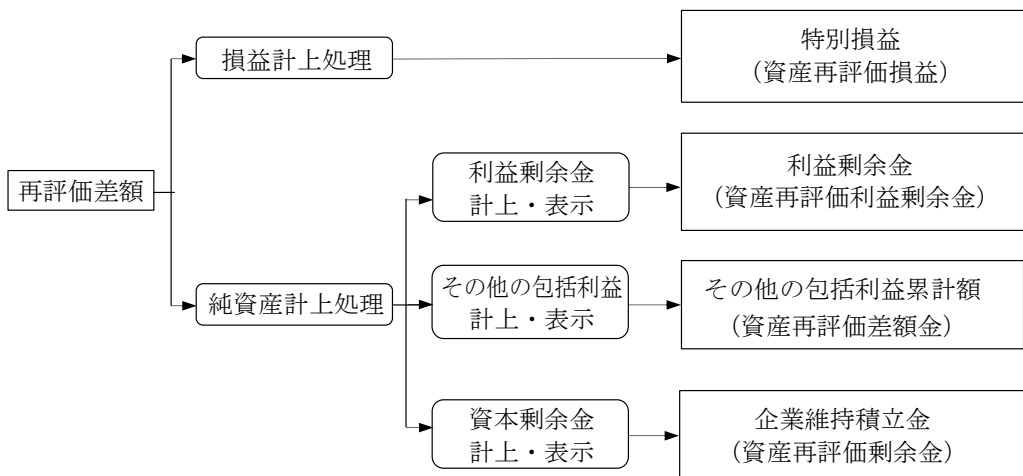 再評価差額
損益計上処理
特別損益
(資産再評価損益)
純資産計上処理
利益剰余金
計上・表示
利益剰余金
(資産再評価利益剰余金)
その他の包括利益
計上・表示
その他の包括利益累計額
(資産再評価差額金)
資本剰余金
計上・表示
企業維持積立金
(資産再評価剰余金)